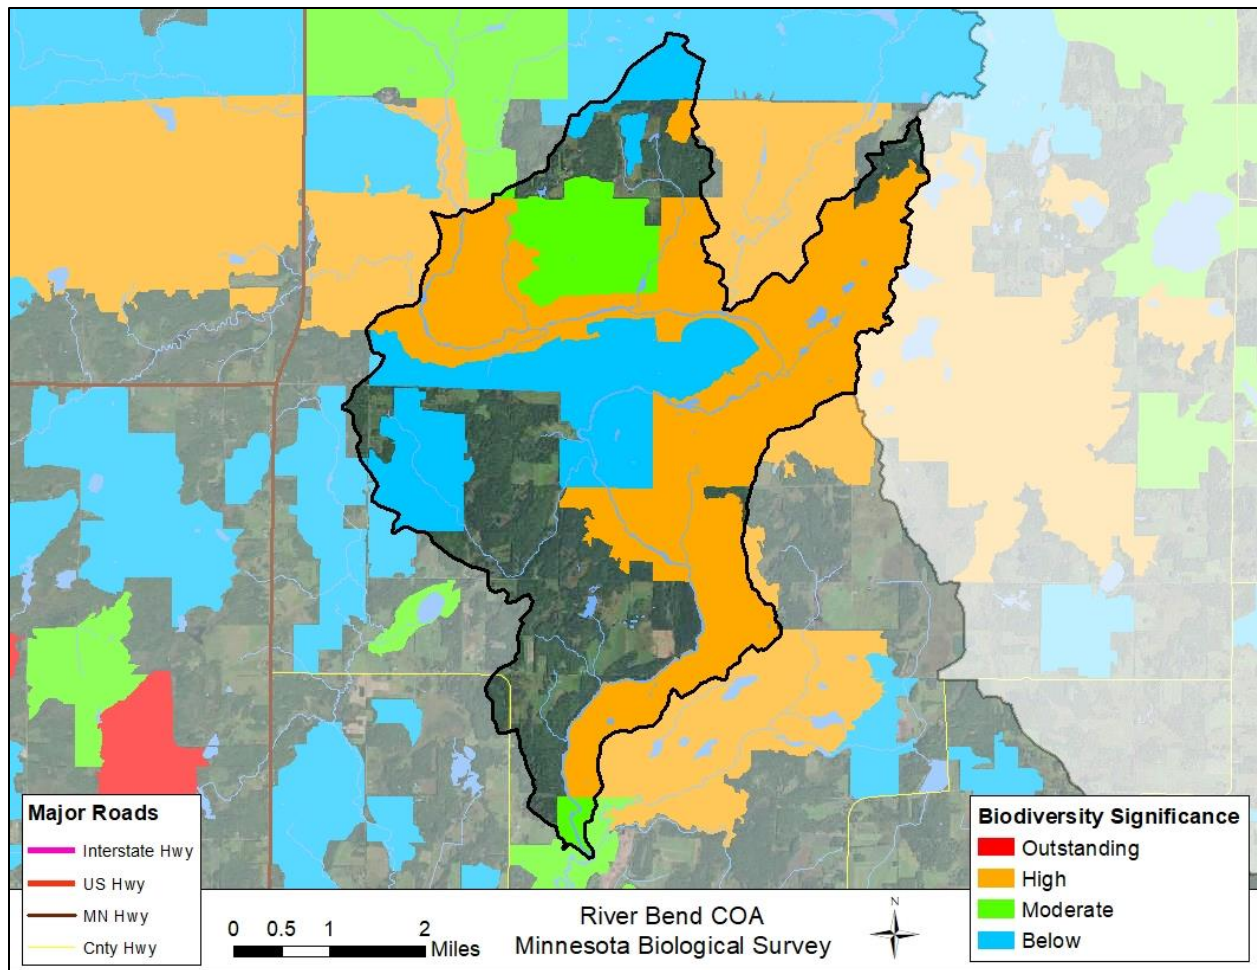 Major Roads
Interstate Hwy
US Hwy
MN Hwy
Cnty Hwy
0 0.5 1 2
Miles
River Bend COA
Minnesota Biological Survey
N
Biodiversity Significance
Outstanding
High
Moderate
Below